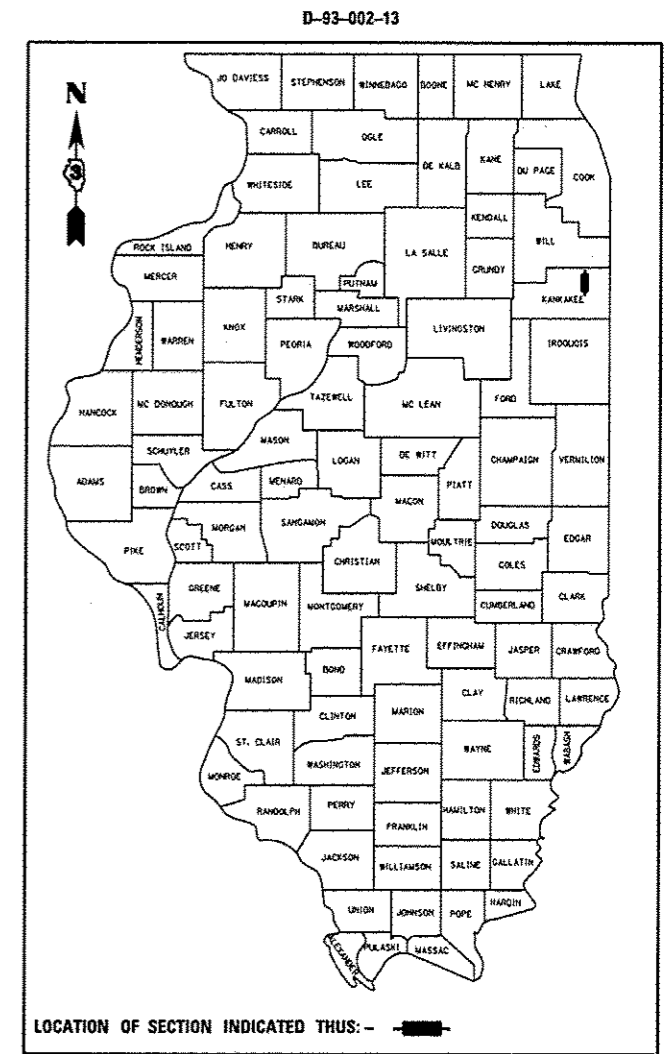 D-93-002-13
JO DAVIESS STEPHENSON WINNEBAGO BOONE MC HENRY LAKE
N
CARROLL OGLE
DE KALB KANE DU PAGE COOK
3
WHITESIDE LEE
KENDALL
ROCK ISLAND HENRY BUREAU LA SALLE GRUNDY WILL
MERCER
PUTNAM KANKAKEE
STARK MARSHALL
HENDERSON WARREN KNOX PEORIA WOODFORD LIVINGSTON IROQUOIS
HANCOCK MC DONOUGH FULTON TAZEWELL MC LEAN FORD
MASON
SCHUYLER LOGAN DE WITT CHAMPAIGN VERMILION
ADAMS BROWN CASS MENARD PIATT
MACON
MORGAN SANGAMON DOUGLAS
PIKE SCOTT CHRISTIAN MOULTRIE EDGAR
COLES
GREENE SHELBY
CALHOUN MACOUPIN MONTGOMERY CUMBERLAND CLARK
JERSEY
FAYETTE EFFINGHAM JASPER CRAWFORD
BOND
MADISON CLAY RICHLAND LAWRENCE
CLINTON MARION
ST. CLAIR WAYNE EDWARDS WABASH
WASHINGTON JEFFERSON
MONROE
RANDOLPH PERRY HAMILTON WHITE
FRANKLIN
JACKSON WILLIAMSON SALINE GALLATIN
UNION JOHNSON POPE HARDIN
ALEXANDER PULASKI MASSAC
LOCATION OF SECTION INDICATED THUS: -